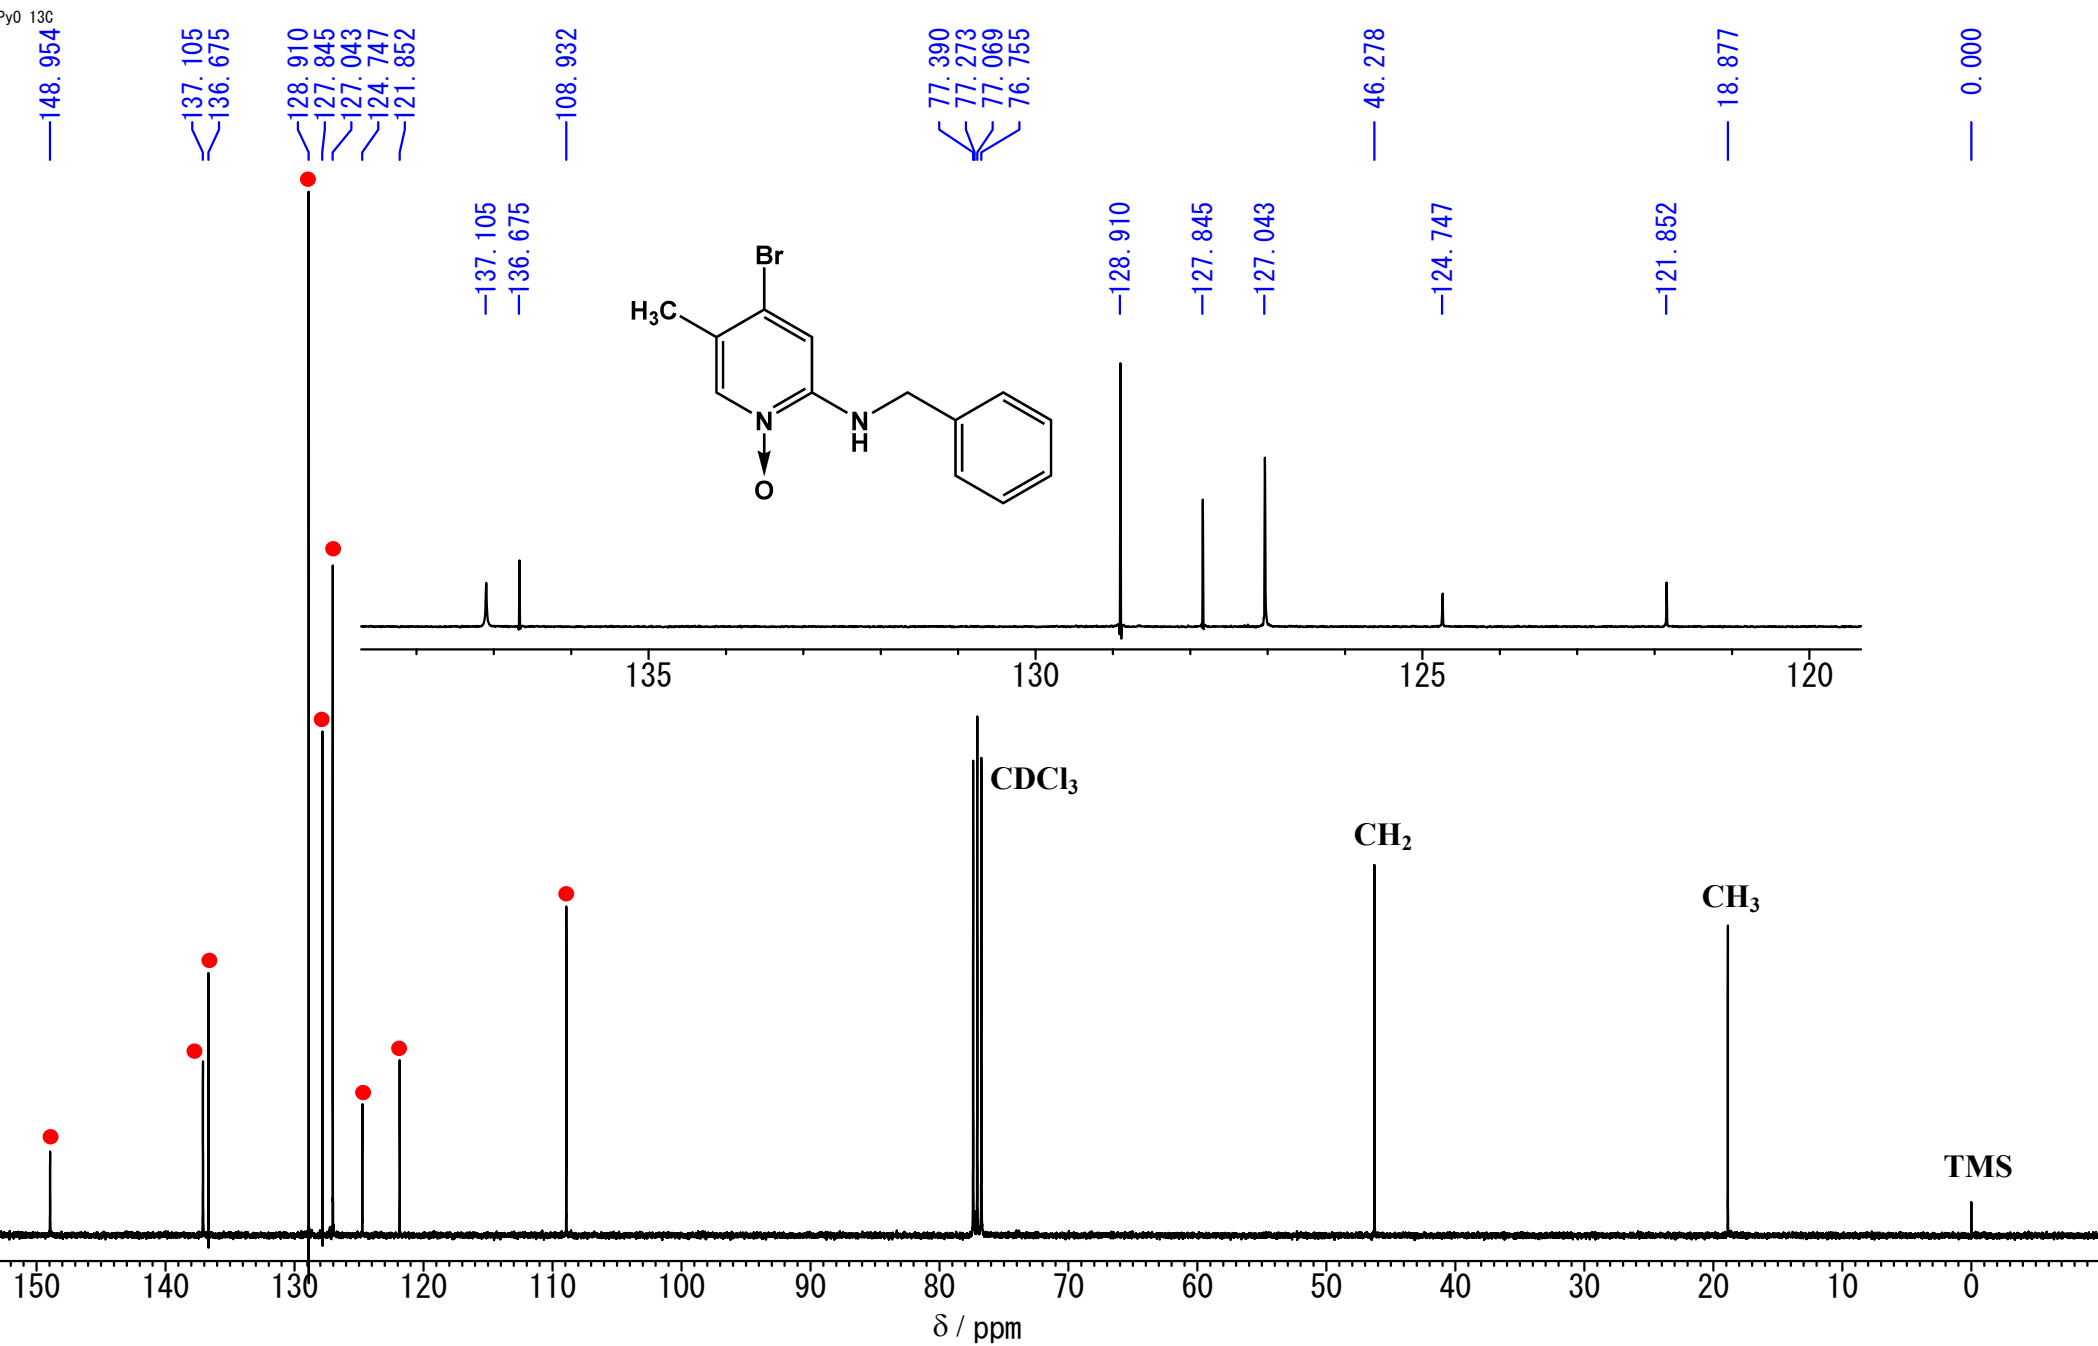 PyO 13C
148.954
137.105
136.675
128.910
127.845
127.043
124.747
121.852
108.932
77.390
77.273
77.069
76.755
46.278
18.877
0.000
137.105
136.675
128.910
127.845
127.043
124.747
121.852
Br
H3C
N
N
H
O
135 130 125 120
CDCl3
CH2
CH3
TMS
150 140 130 120 110 100 90 80 70 60 50 40 30 20 10 0
δ / ppm